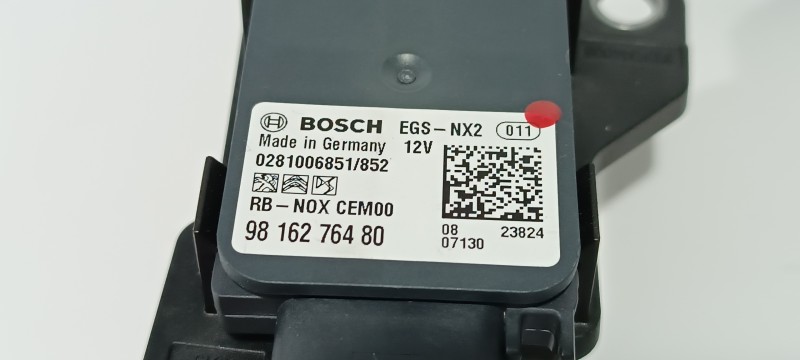 BOSCH EGS-NX2 011
Made in Germany 12V
0281006851/852
RB-NOX CEM00
98 162 764 80
08 23824
07130